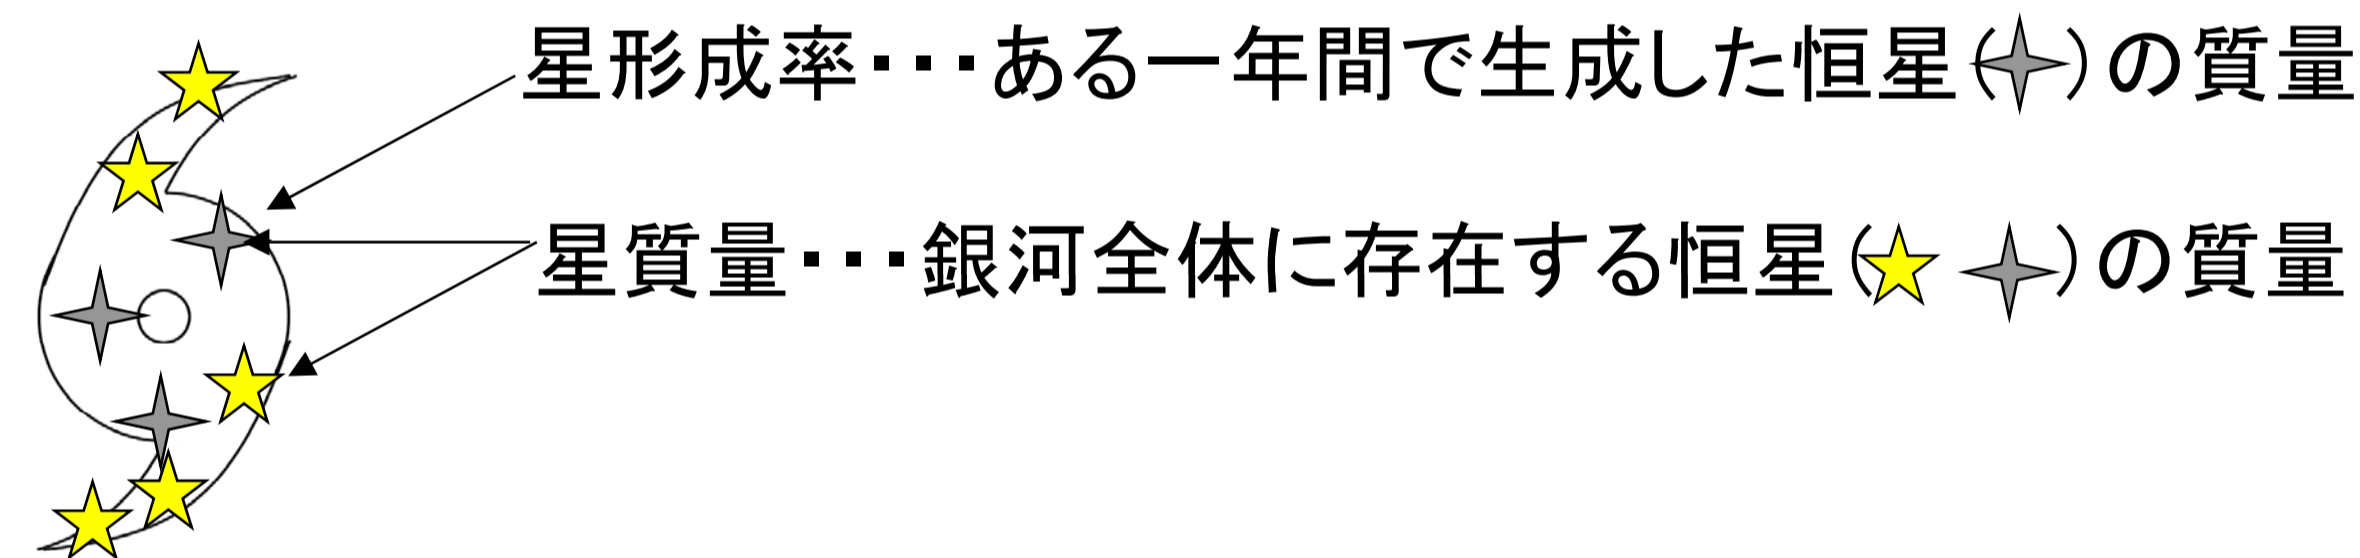 星形成率･･･ある一年間で生成した恒星( )の質量
星質量･･･銀河全体に存在する恒星( )の質量